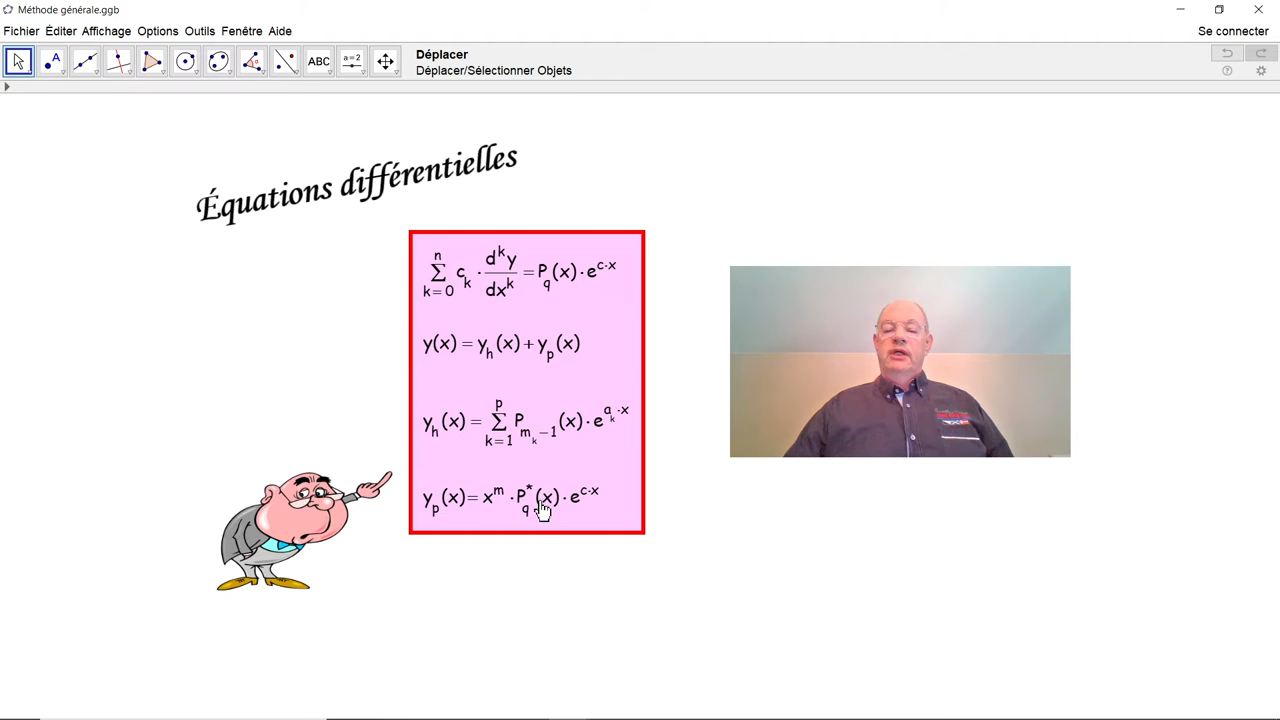 Méthode générale.ggb
Fichier Éditer Affichage Options Outils Fenêtre Aide
Se connecter
ABC
a=2
A
Déplacer
Déplacer/Sélectionner Objets
Équations différentielles
∑_{k=0}^{n} c_k · d^k y / dx^k = P_q(x) · e^{c·x}
y(x) = y_h(x) + y_p(x)
y_h(x) = ∑_{k=1}^{p} P_{m_k −1}(x) · e^{a_k ·x}
y_p(x) = x^m · P*_q(x) · e^{c·x}